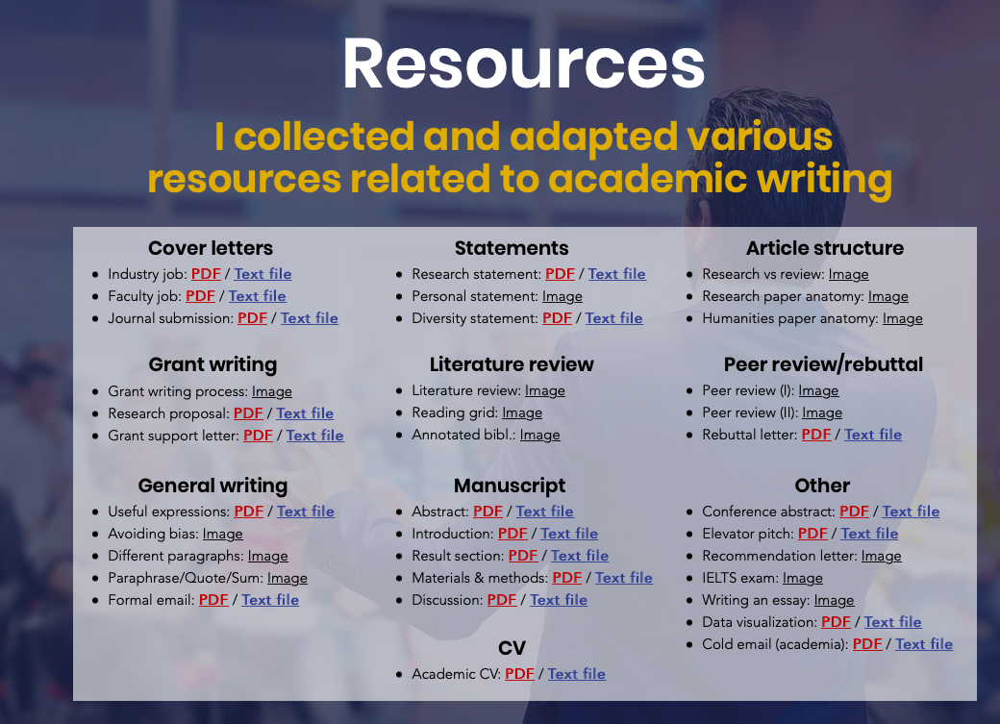 Resources
I collected and adapted various
resources related to academic writing
Cover letters
• Industry job: PDF / Text file
• Faculty job: PDF / Text file
• Journal submission: PDF / Text file
Statements
• Research statement: PDF / Text file
• Personal statement: Image
• Diversity statement: PDF / Text file
Article structure
• Research vs review: Image
• Research paper anatomy: Image
• Humanities paper anatomy: Image
Grant writing
• Grant writing process: Image
• Research proposal: PDF / Text file
• Grant support letter: PDF / Text file
Literature review
• Literature review: Image
• Reading grid: Image
• Annotated bibl.: Image
Peer review/rebuttal
• Peer review (I): Image
• Peer review (II): Image
• Rebuttal letter: PDF / Text file
General writing
• Useful expressions: PDF / Text file
• Avoiding bias: Image
• Different paragraphs: Image
• Paraphrase/Quote/Sum: Image
• Formal email: PDF / Text file
Manuscript
• Abstract: PDF / Text file
• Introduction: PDF / Text file
• Result section: PDF / Text file
• Materials & methods: PDF / Text file
• Discussion: PDF / Text file
CV
• Academic CV: PDF / Text file
Other
• Conference abstract: PDF / Text file
• Elevator pitch: PDF / Text file
• Recommendation letter: Image
• IELTS exam: Image
• Writing an essay: Image
• Data visualization: PDF / Text file
• Cold email (academia): PDF / Text file